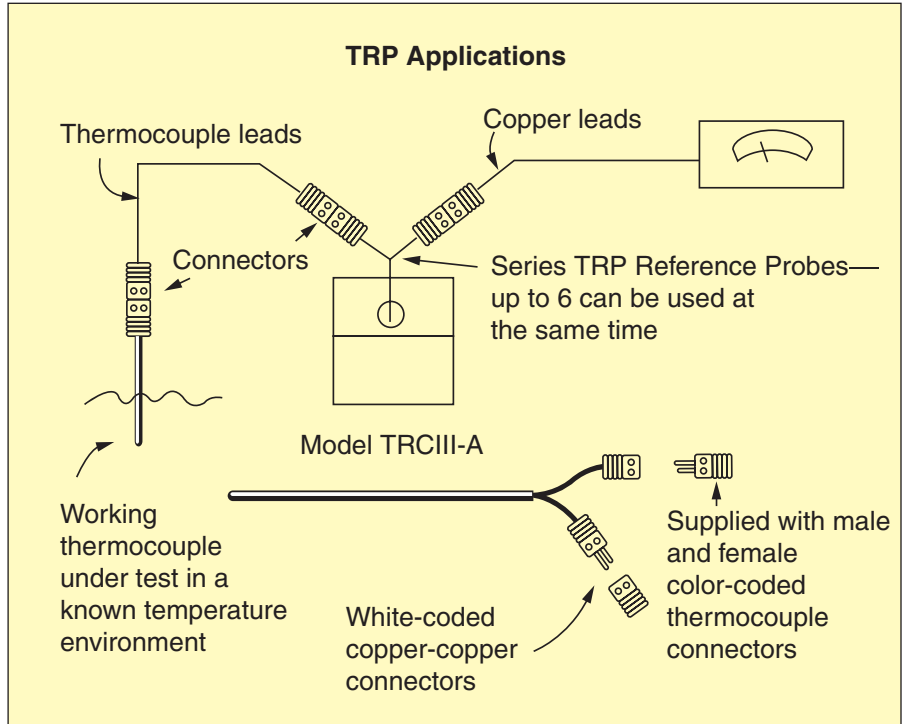 TRP Applications
Thermocouple leads
Copper leads
Connectors
Series TRP Reference Probes—
up to 6 can be used at
the same time
Model TRCIII-A
Working
thermocouple
under test in a
known temperature
environment
White-coded
copper-copper
connectors
Supplied with male
and female
color-coded
thermocouple
connectors